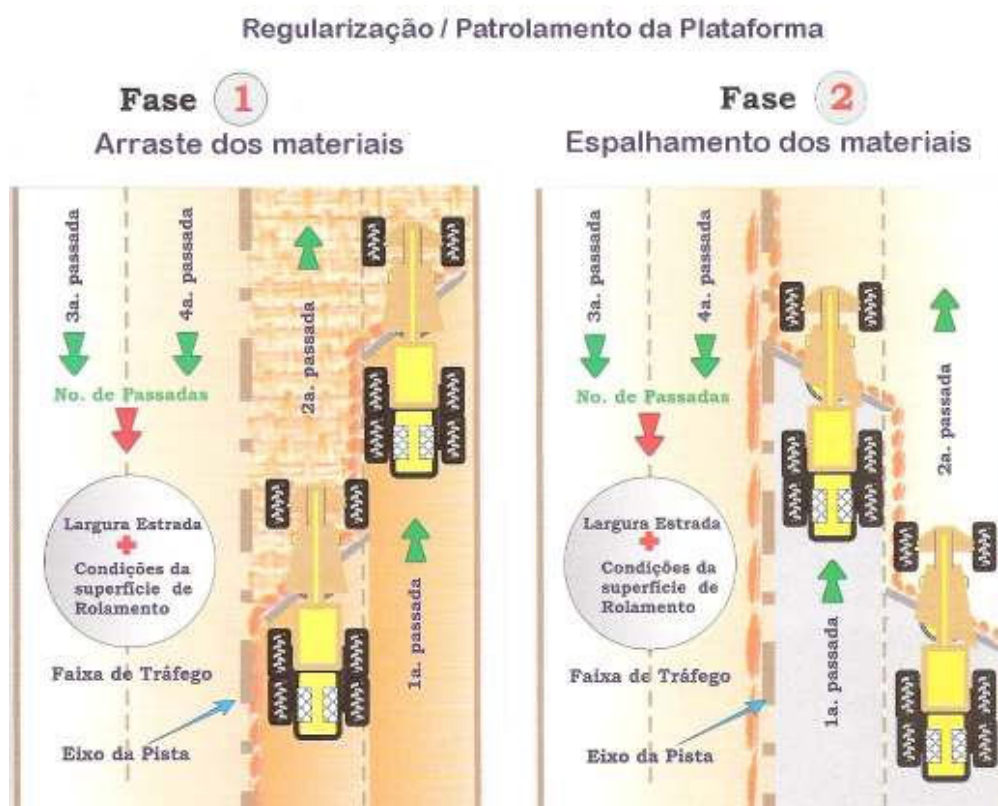 Regularização / Patrolamento da Plataforma
Fase 1
Arraste dos materiais
3a. passada
4a. passada
2a. passada
No. de Passadas
Largura Estrada
Condições da
superfície de
Rolamento
1a. passada
Faixa de Tráfego
Eixo da Pista
Fase 2
Espalhamento dos materiais
3a. passada
4a. passada
2a. passada
No. de Passadas
Largura Estrada
Condições da
superfície de
Rolamento
1a. passada
Faixa de Tráfego
Eixo da Pista